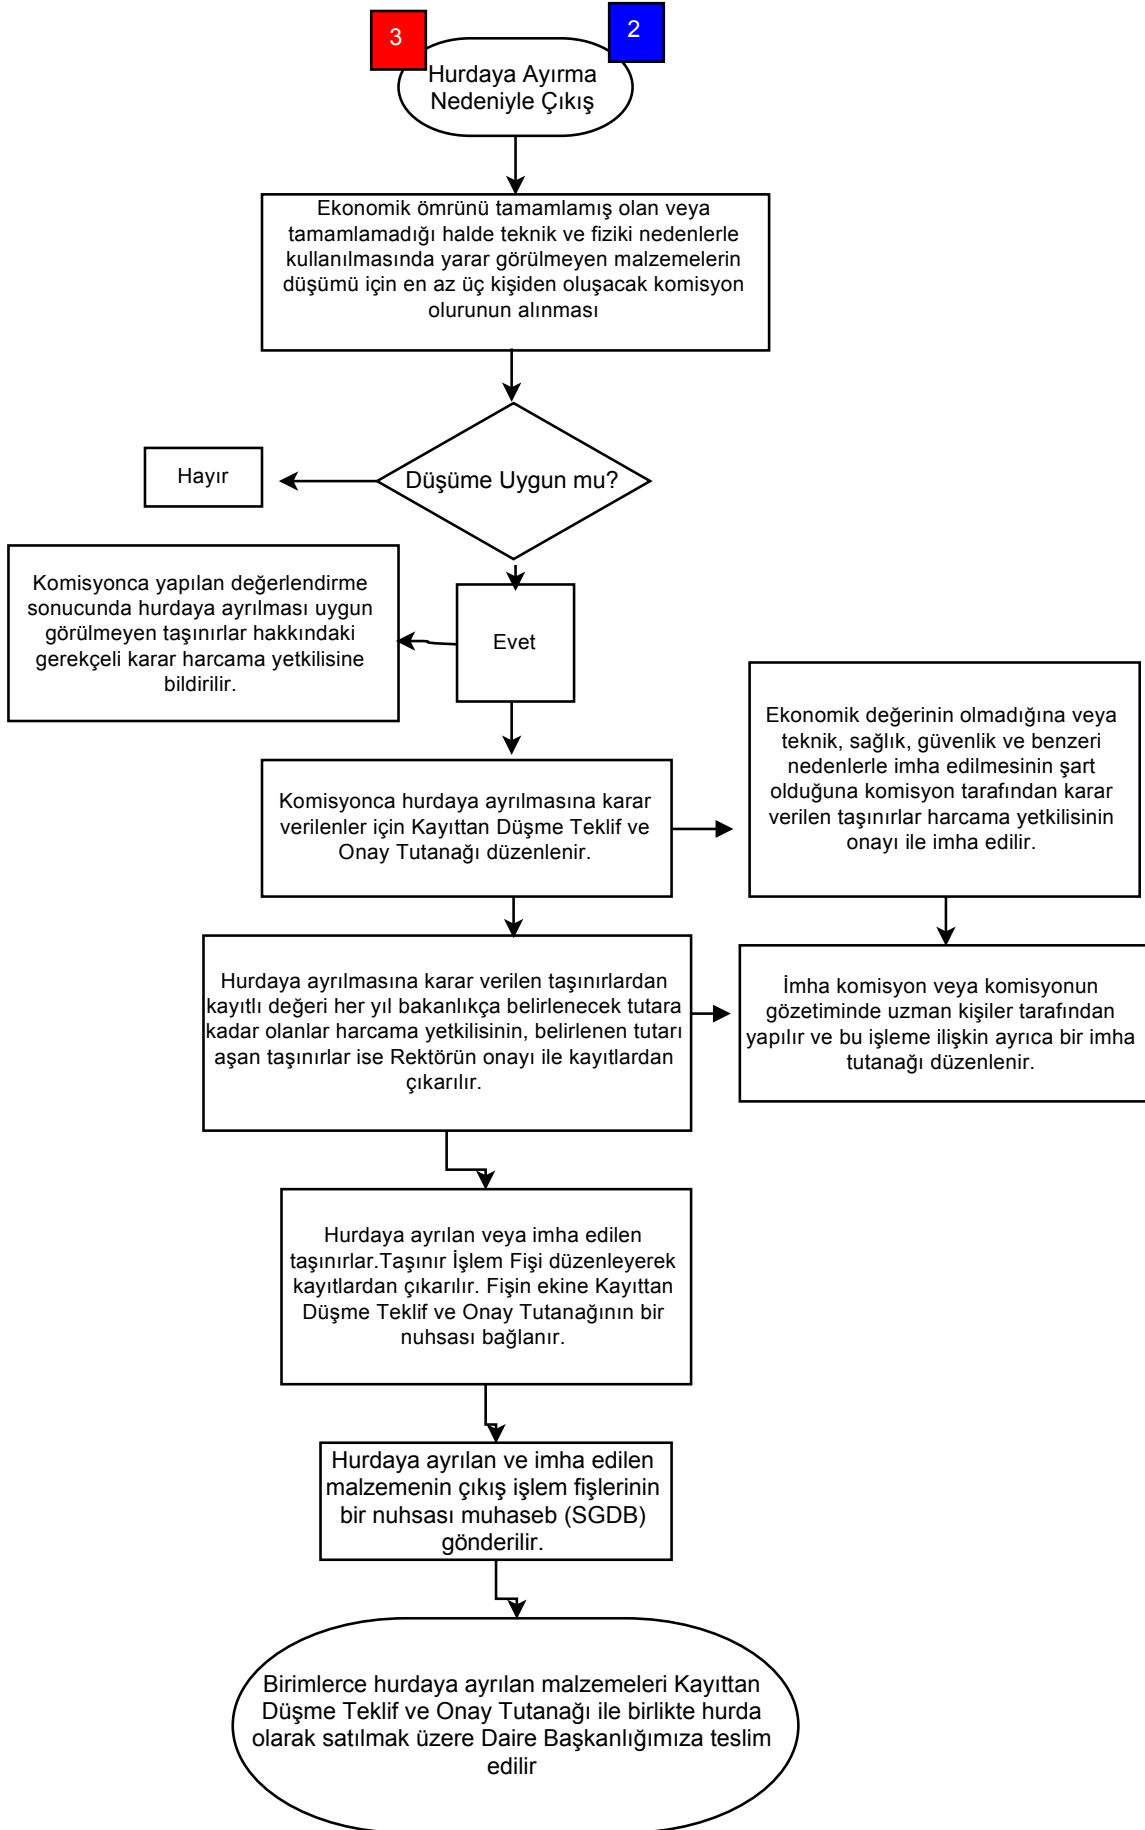 3
2
Hurdaya Ayırma
Nedeniyle Çıkış
Ekonomik ömrünü tamamlamış olan veya
tamamlamadığı halde teknik ve fiziki nedenlerle
kullanılmasında yarar görülmeyen malzemelerin
düşümü için en az üç kişiden oluşacak komisyon
olurunun alınması
Düşüme Uygun mu?
Hayır
Komisyonca yapılan değerlendirme
sonucunda hurdaya ayrılması uygun
görülmeyen taşınırlar hakkındaki
gerekçeli karar harcama yetkilisine
bildirilir.
Evet
Komisyonca hurdaya ayrılmasına karar
verilenler için Kayıttan Düşme Teklif ve
Onay Tutanağı düzenlenir.
Ekonomik değerinin olmadığına veya
teknik, sağlık, güvenlik ve benzeri
nedenlerle imha edilmesinin şart
olduğuna komisyon tarafından karar
verilen taşınırlar harcama yetkilisinin
onayı ile imha edilir.
Hurdaya ayrılmasına karar verilen taşınırlardan
kayıtlı değeri her yıl bakanlıkça belirlenecek tutara
kadar olanlar harcama yetkilisinin, belirlenen tutarı
aşan taşınırlar ise Rektörün onayı ile kayıtlardan
çıkarılır.
İmha komisyon veya komisyonun
gözetiminde uzman kişiler tarafından
yapılır ve bu işleme ilişkin ayrıca bir imha
tutanağı düzenlenir.
Hurdaya ayrılan veya imha edilen
taşınırlar.Taşınır İşlem Fişi düzenleyerek
kayıtlardan çıkarılır. Fişin ekine Kayıttan
Düşme Teklif ve Onay Tutanağının bir
nuhsası bağlanır.
Hurdaya ayrılan ve imha edilen
malzemenin çıkış işlem fişlerinin
bir nuhsası muhaseb (SGDB)
gönderilir.
Birimlerce hurdaya ayrılan malzemeleri Kayıttan
Düşme Teklif ve Onay Tutanağı ile birlikte hurda
olarak satılmak üzere Daire Başkanlığımıza teslim
edilir